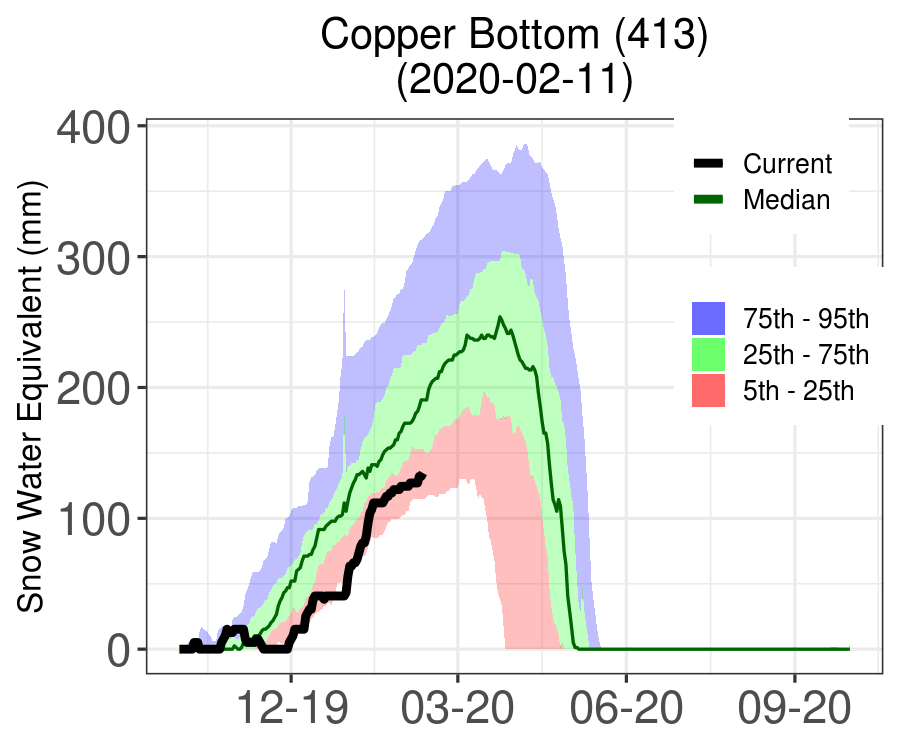 Copper Bottom (413)
(2020-02-11)
Snow Water Equivalent (mm)
400
300
200
100
0
12-19
03-20
06-20
09-20
Current
Median
75th - 95th
25th - 75th
5th - 25th